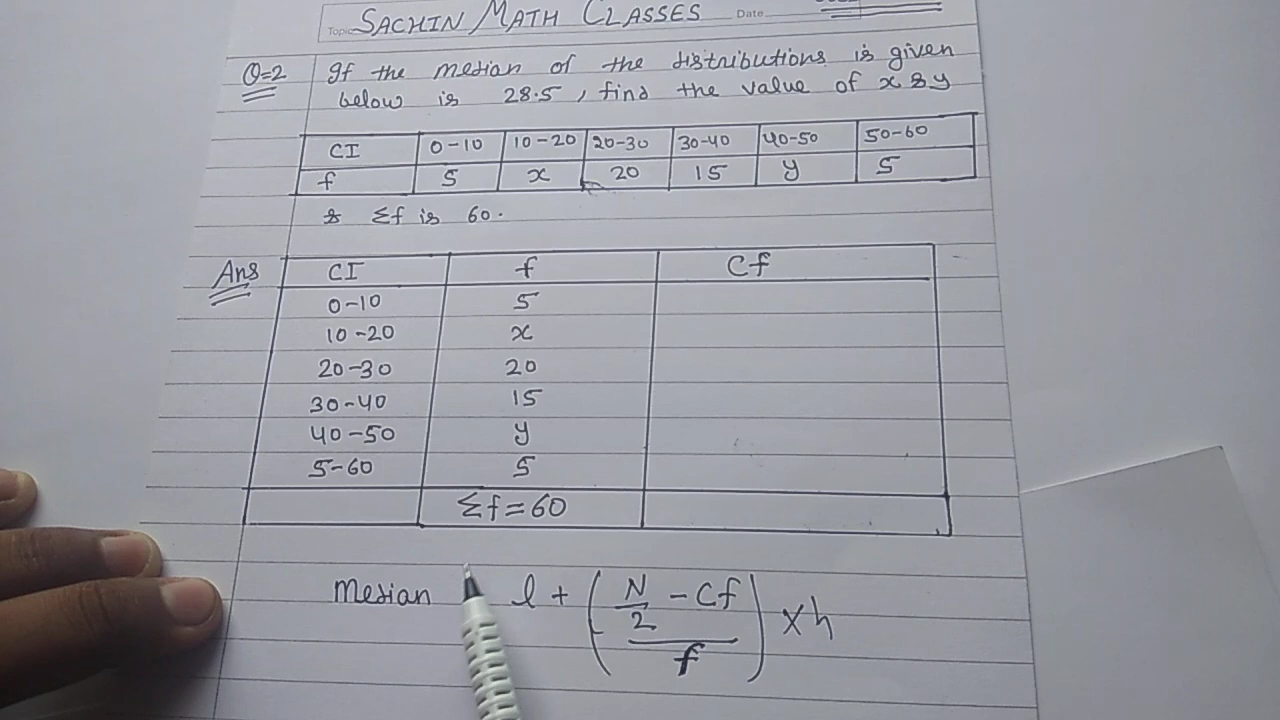 Topic SACHIN MATH CLASSES Date
Q=2 If the median of the distributions is given
below is 28.5, find the value of x & y
CI 0-10 10-20 20-30 30-40 40-50 50-60
f 5 x 20 15 y 5
& Σf is 60.
Ans CI f Cf
0-10 5
10-20 x
20-30 20
30-40 15
40-50 y
5-60 5
Σf=60
Median l + (N/2 - Cf / f) × h